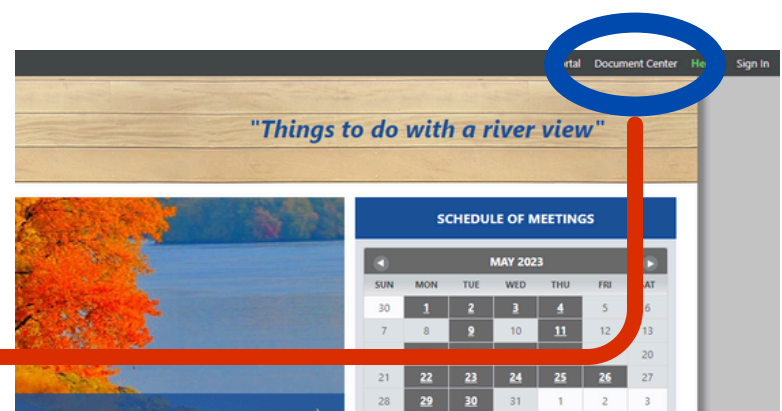 Document Center Sign In
"Things to do with a river view"
SCHEDULE OF MEETINGS
MAY 2023
SUN MON TUE WED THU FRI
30 1 2 3 4 5 6
7 8 9 10 11 12 13
20
21 22 23 24 25 26 27
28 29 30 31 1 2 3